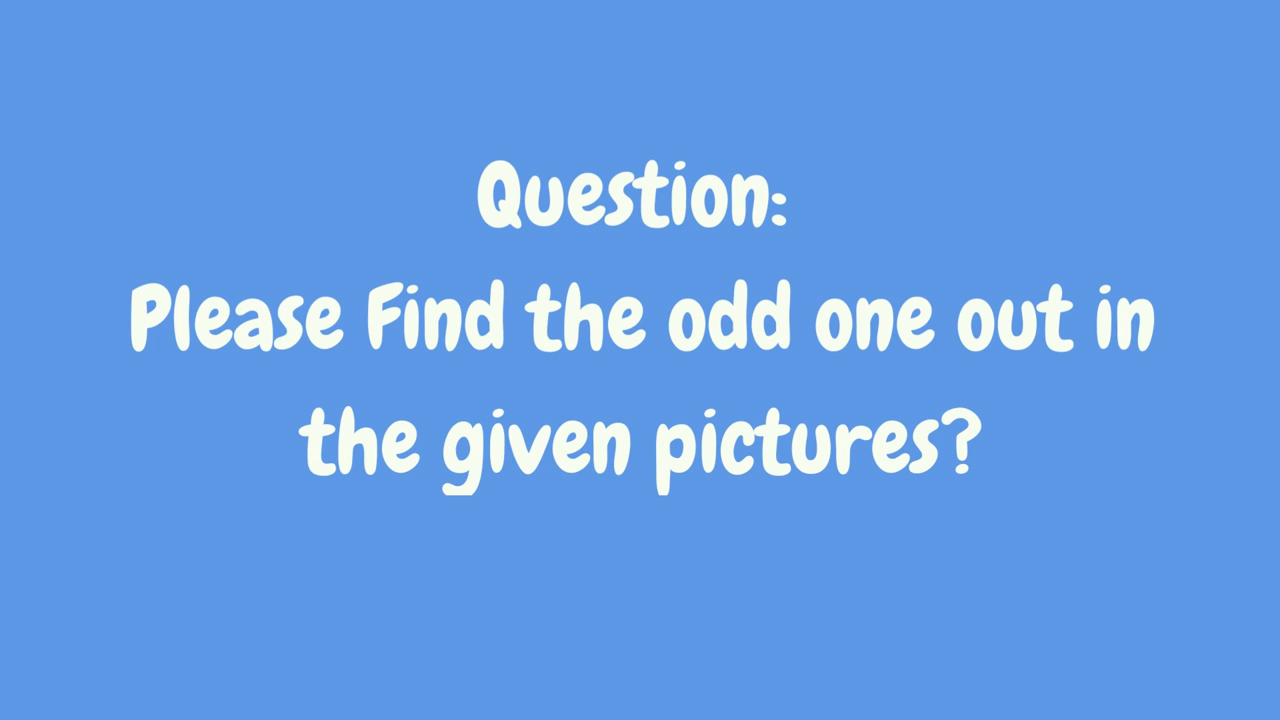 Question:
Please Find the odd one out in
the given pictures?